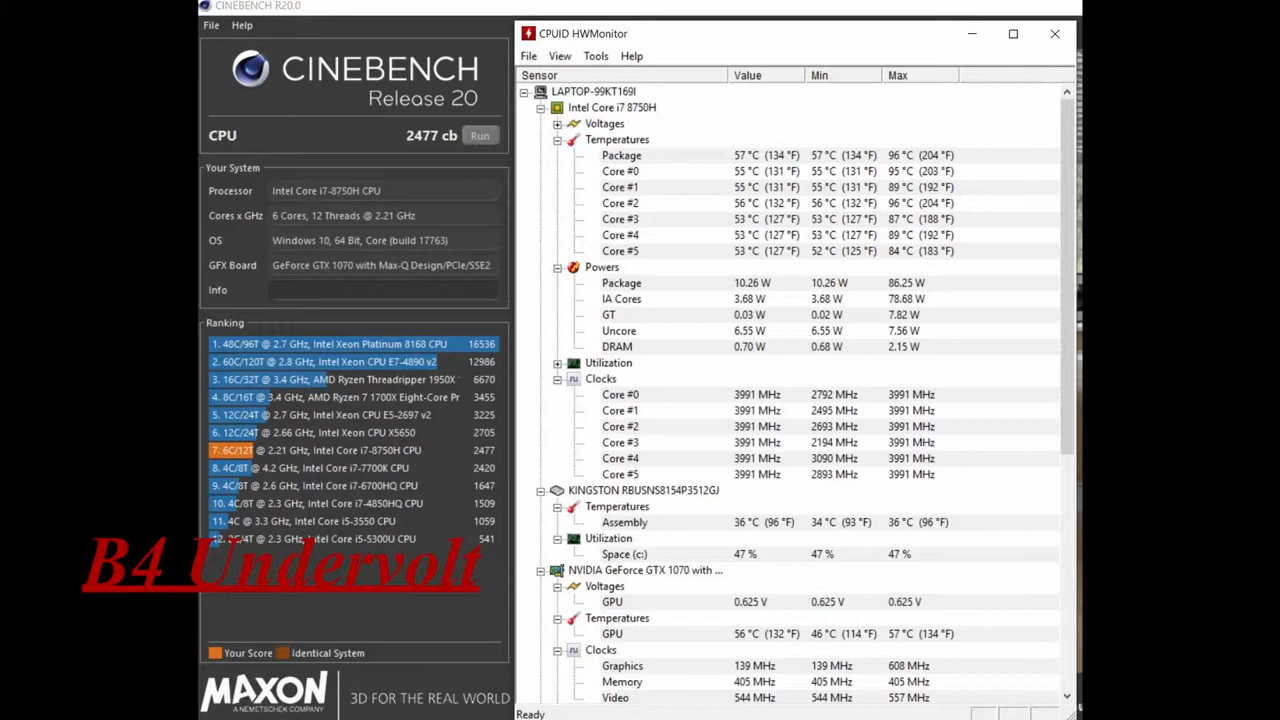 CINEBENCH R20.0
File Help
CINEBENCH
Release 20
CPU 2477 cb Run
Your System
Processor Intel Core i7-8750H CPU
Cores x GHz 6 Cores, 12 Threads @ 2.21 GHz
OS Windows 10, 64 Bit, Core (build 17763)
GFX Board GeForce GTX 1070 with Max-Q Design/PCIe/SSE2
Info
Ranking
1. 48C/96T @ 2.7 GHz, Intel Xeon Platinum 8168 CPU 16536
2. 60C/120T @ 2.8 GHz, Intel Xeon CPU E7-4890 v2 12986
3. 16C/32T @ 3.4 GHz, AMD Ryzen Threadripper 1950X 6670
4. 8C/16T @ 3.4 GHz, AMD Ryzen 7 1700X Eight-Core Pr 3455
5. 12C/24T @ 2.7 GHz, Intel Xeon CPU E5-2697 v2 3225
6. 12C/24T @ 2.66 GHz, Intel Xeon CPU X5650 2705
7. 6C/12T @ 2.21 GHz, Intel Core i7-8750H CPU 2477
8. 4C/8T @ 4.2 GHz, Intel Core i7-7700K CPU 2420
9. 4C/8T @ 2.6 GHz, Intel Core i7-6700HQ CPU 1647
10. 4C/8T @ 2.3 GHz, Intel Core i7-4850HQ CPU 1509
11. 4C @ 3.3 GHz, Intel Core i5-3550 CPU 1059
12. 2C/4T @ 2.3 GHz, Intel Core i5-5300U CPU 541
B4 Undervolt
Your Score Identical System
MAXON
A NEMETSCHEK COMPANY
3D FOR THE REAL WORLD
CPUID HWMonitor
File View Tools Help
Sensor Value Min Max
LAPTOP-99KT169I
Intel Core i7 8750H
Voltages
Temperatures
Package 57 °C (134 °F) 57 °C (134 °F) 96 °C (204 °F)
Core #0 55 °C (131 °F) 55 °C (131 °F) 95 °C (203 °F)
Core #1 55 °C (131 °F) 55 °C (131 °F) 89 °C (192 °F)
Core #2 56 °C (132 °F) 56 °C (132 °F) 96 °C (204 °F)
Core #3 53 °C (127 °F) 53 °C (127 °F) 87 °C (188 °F)
Core #4 53 °C (127 °F) 53 °C (127 °F) 89 °C (192 °F)
Core #5 53 °C (127 °F) 52 °C (125 °F) 84 °C (183 °F)
Powers
Package 10.26 W 10.26 W 86.25 W
IA Cores 3.68 W 3.68 W 78.68 W
GT 0.03 W 0.02 W 7.82 W
Uncore 6.55 W 6.55 W 7.56 W
DRAM 0.70 W 0.68 W 2.15 W
Utilization
Clocks
Core #0 3991 MHz 2792 MHz 3991 MHz
Core #1 3991 MHz 2495 MHz 3991 MHz
Core #2 3991 MHz 2693 MHz 3991 MHz
Core #3 3991 MHz 2194 MHz 3991 MHz
Core #4 3991 MHz 3090 MHz 3991 MHz
Core #5 3991 MHz 2893 MHz 3991 MHz
KINGSTON RBUSNS8154P3512GJ
Temperatures
Assembly 36 °C (96 °F) 34 °C (93 °F) 36 °C (96 °F)
Utilization
Space (c:) 47 % 47 % 47 %
NVIDIA GeForce GTX 1070 with ...
Voltages
GPU 0.625 V 0.625 V 0.625 V
Temperatures
GPU 56 °C (132 °F) 46 °C (114 °F) 57 °C (134 °F)
Clocks
Graphics 139 MHz 139 MHz 608 MHz
Memory 405 MHz 405 MHz 405 MHz
Video 544 MHz 544 MHz 557 MHz
Ready